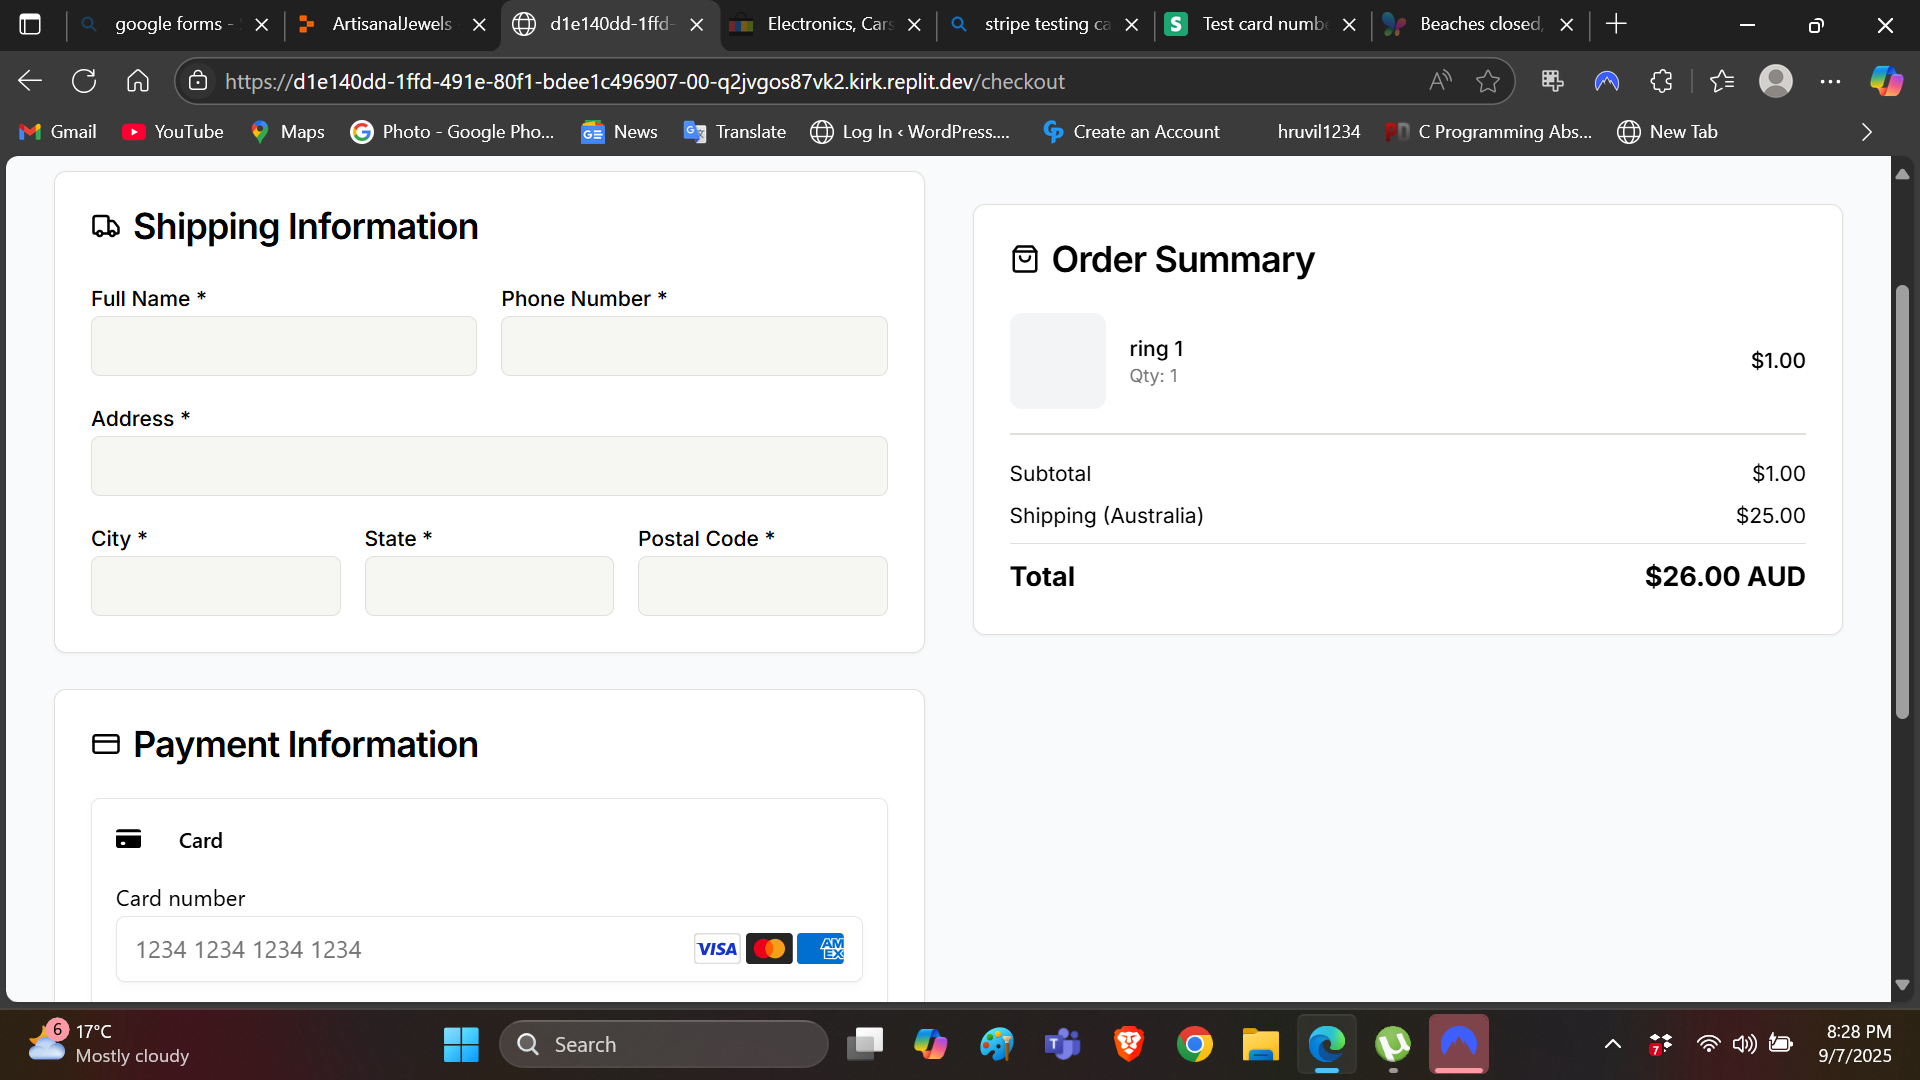 google forms -
ArtisanalJewels
d1e140dd-1ffd-
Electronics, Cars
stripe testing ca
Test card numbe
Beaches closed,
https://d1e140dd-1ffd-491e-80f1-bdee1c496907-00-q2jvgos87vk2.kirk.replit.dev/checkout
Gmail
YouTube
Maps
Photo - Google Pho...
News
Translate
Log In ‹ WordPress....
Create an Account
hruvil1234
C Programming Abs...
New Tab
Shipping Information
Full Name *
Phone Number *
Address *
City *
State *
Postal Code *
Order Summary
ring 1
Qty: 1
$1.00
Subtotal
$1.00
Shipping (Australia)
$25.00
Total
$26.00 AUD
Payment Information
Card
Card number
1234 1234 1234 1234
VISA
AM
EX
6
17°C
Mostly cloudy
Search
7
8:28 PM
9/7/2025